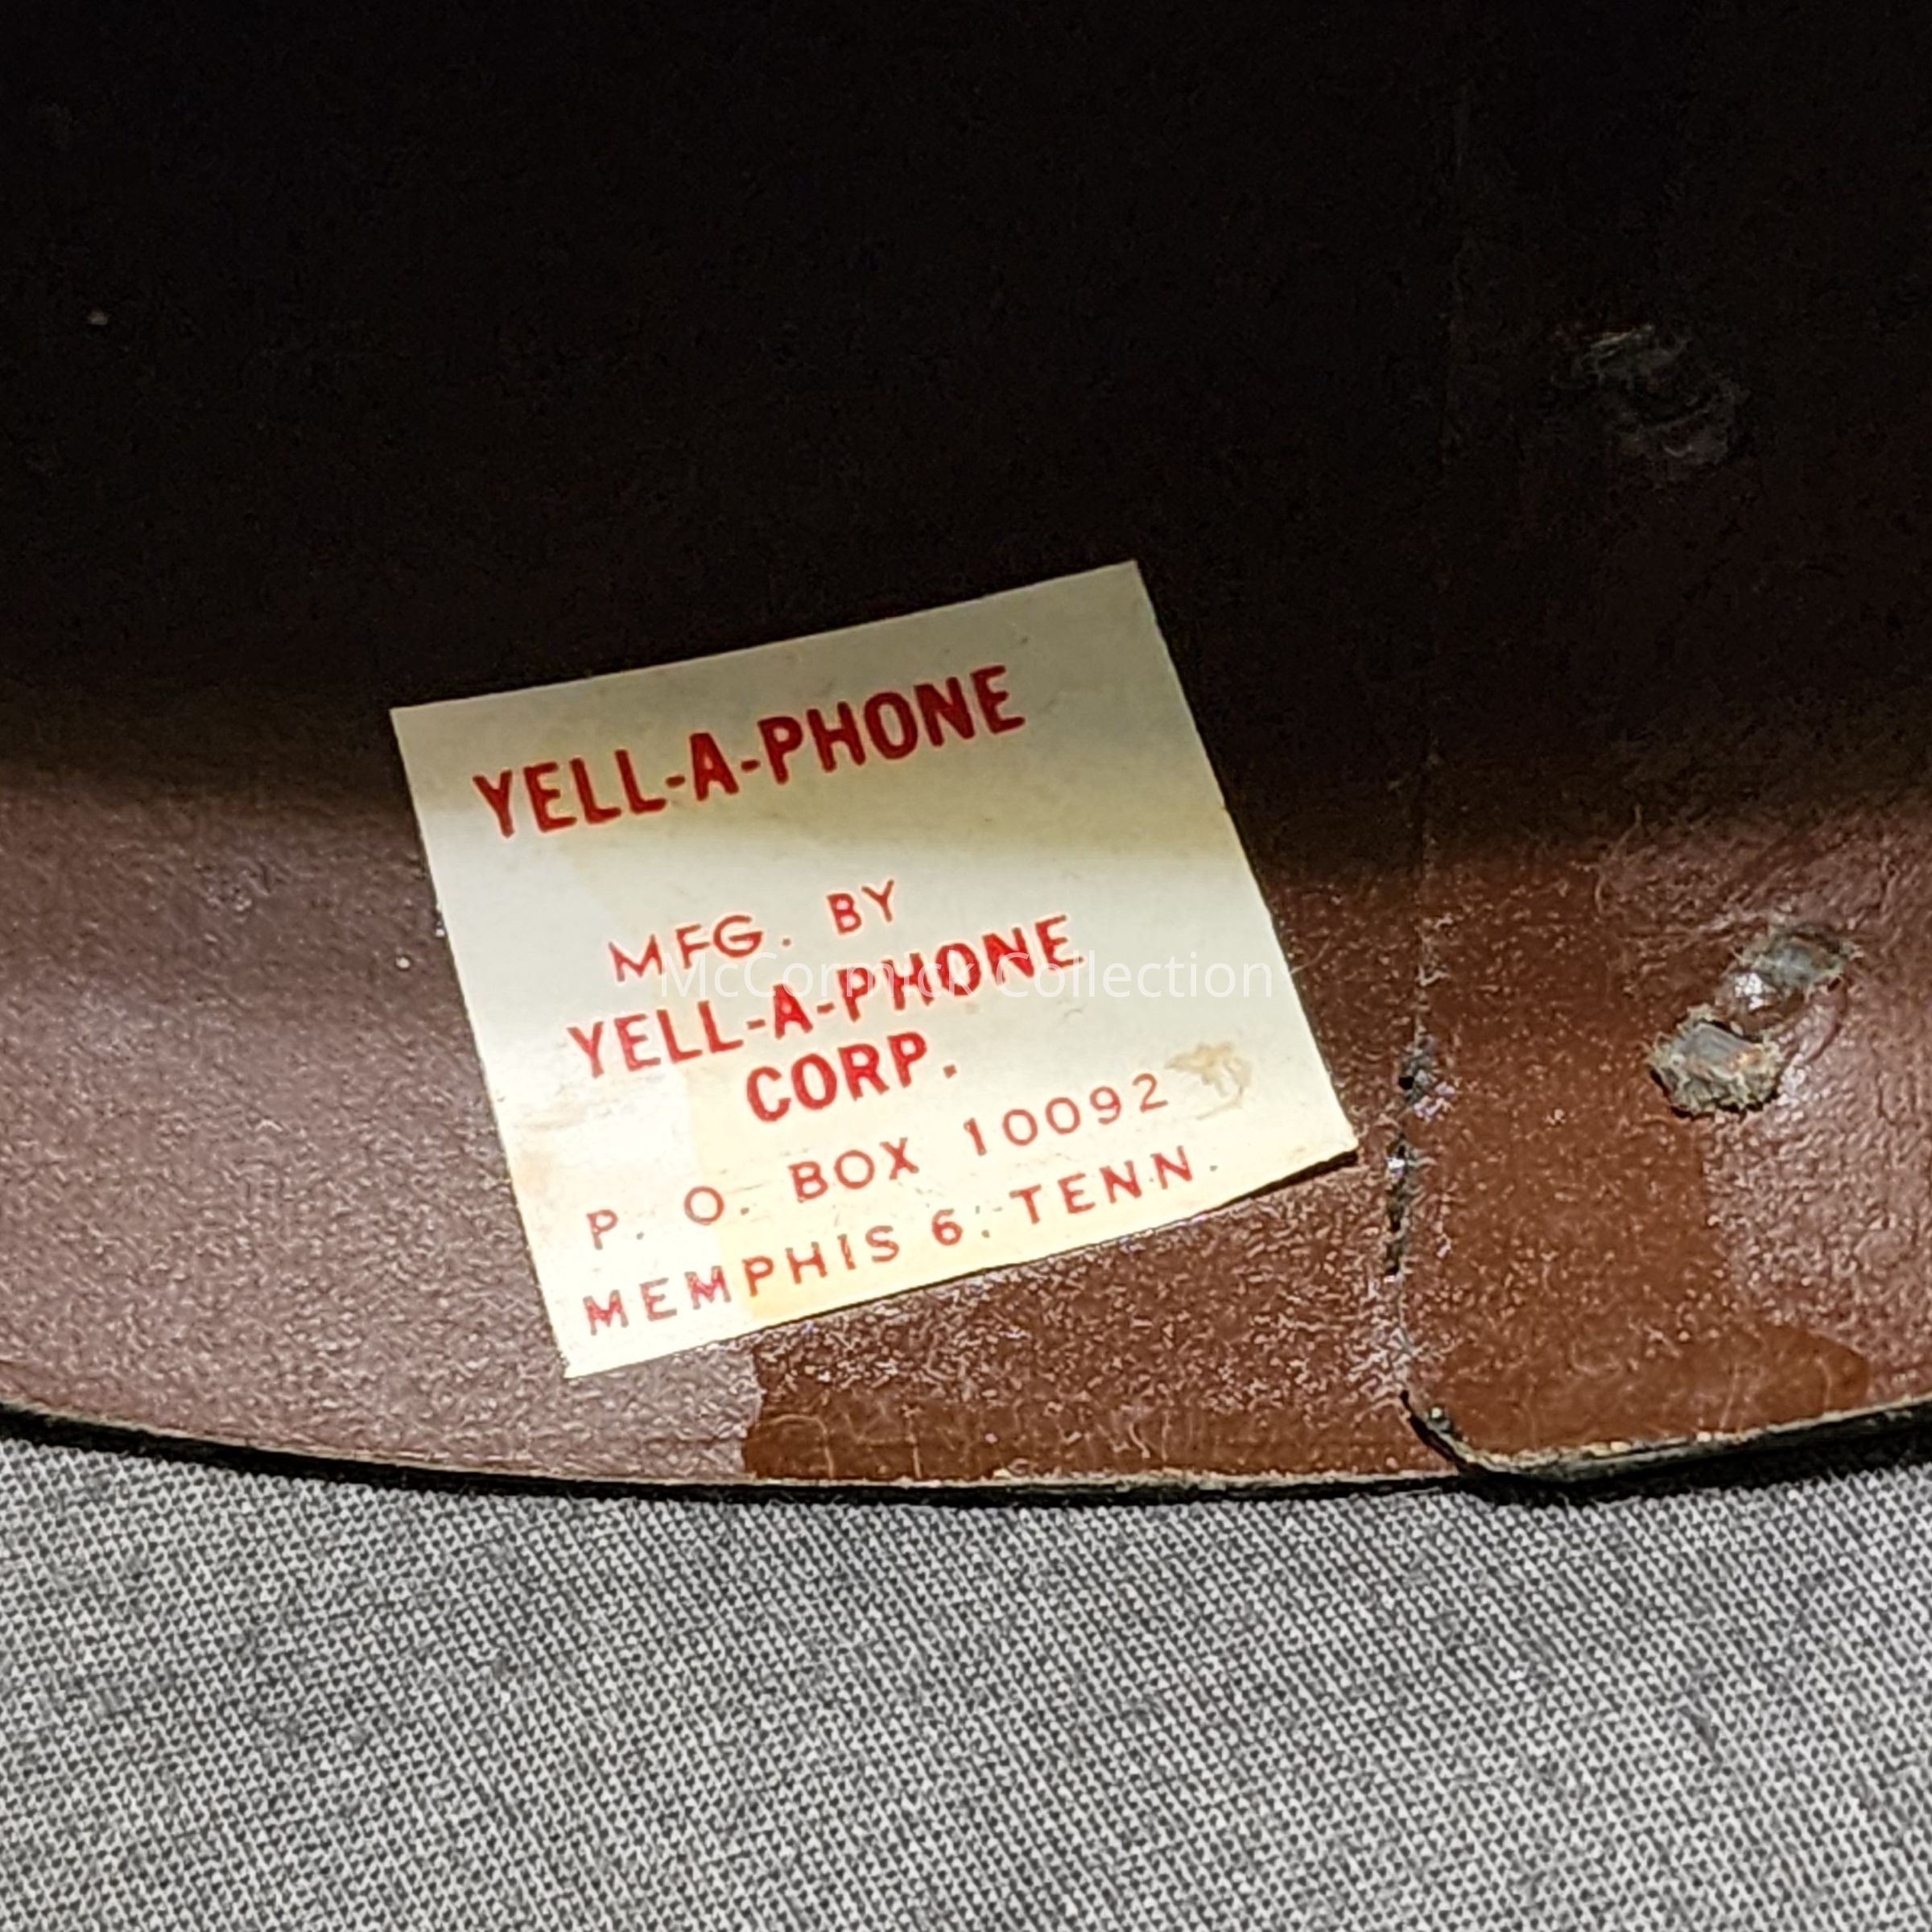 YELL-A-PHONE
MFG. BY
YELL-A-PHONE
CORP.
P. O. BOX 10092
MEMPHIS 6, TENN.
McCormick Collection